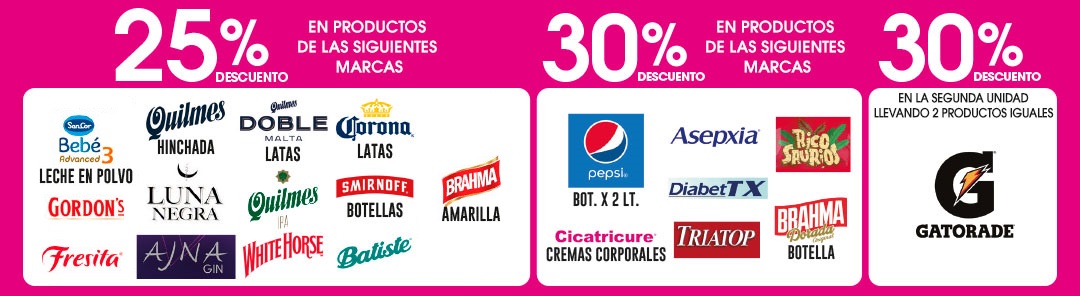 25%
DESCUENTO
EN PRODUCTOS
DE LAS SIGUIENTES
MARCAS
SanCor
Bebé
Advanced 3
LECHE EN POLVO
Quilmes
HINCHADA
Quilmes
DOBLE
MALTA
LATAS
Corona
LATAS
GORDON'S
LUNA
NEGRA
Quilmes
IPA
SMIRNOFF
BOTELLAS
BRAHMA
AMARILLA
Fresita
AJNA
GIN
WHITE HORSE
Batiste
30%
DESCUENTO
EN PRODUCTOS
DE LAS SIGUIENTES
MARCAS
pepsi
BOT. X 2 LT.
Asepxia
RICO
SAURIOS
DiabetTX
Cicatricure
CREMAS CORPORALES
TRIATOP
BRAHMA
Dorada
BOTELLA
30%
DESCUENTO
EN LA SEGUNDA UNIDAD
LLEVANDO 2 PRODUCTOS IGUALES
G
GATORADE